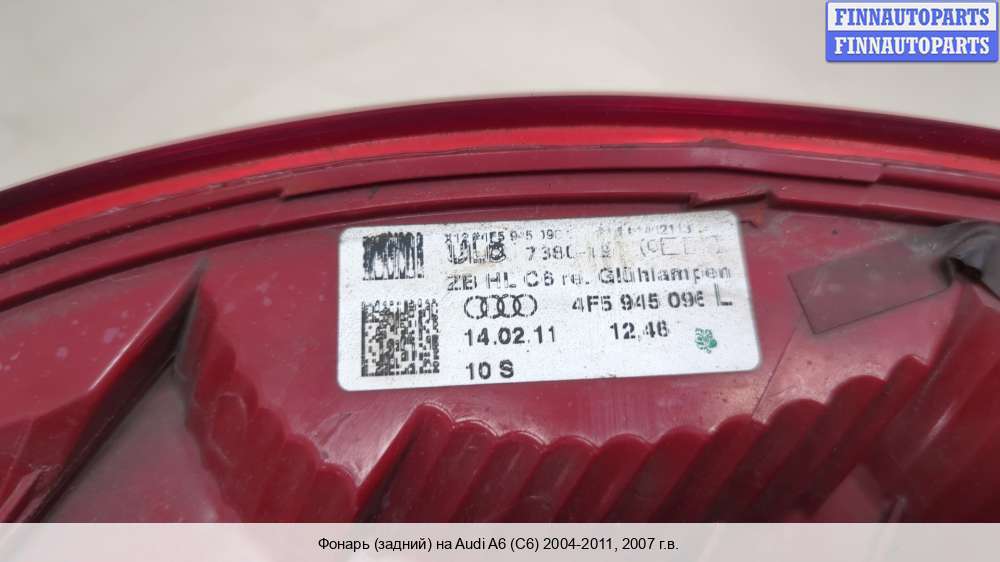 FINNAUTOPARTS
FINNAUTOPARTS
ULO
ZB HL C6 re. Glühlampen
4F5 945 096 L
14.02.11 12,46
10 S
Фонарь (задний) на Audi A6 (C6) 2004-2011, 2007 г.в.